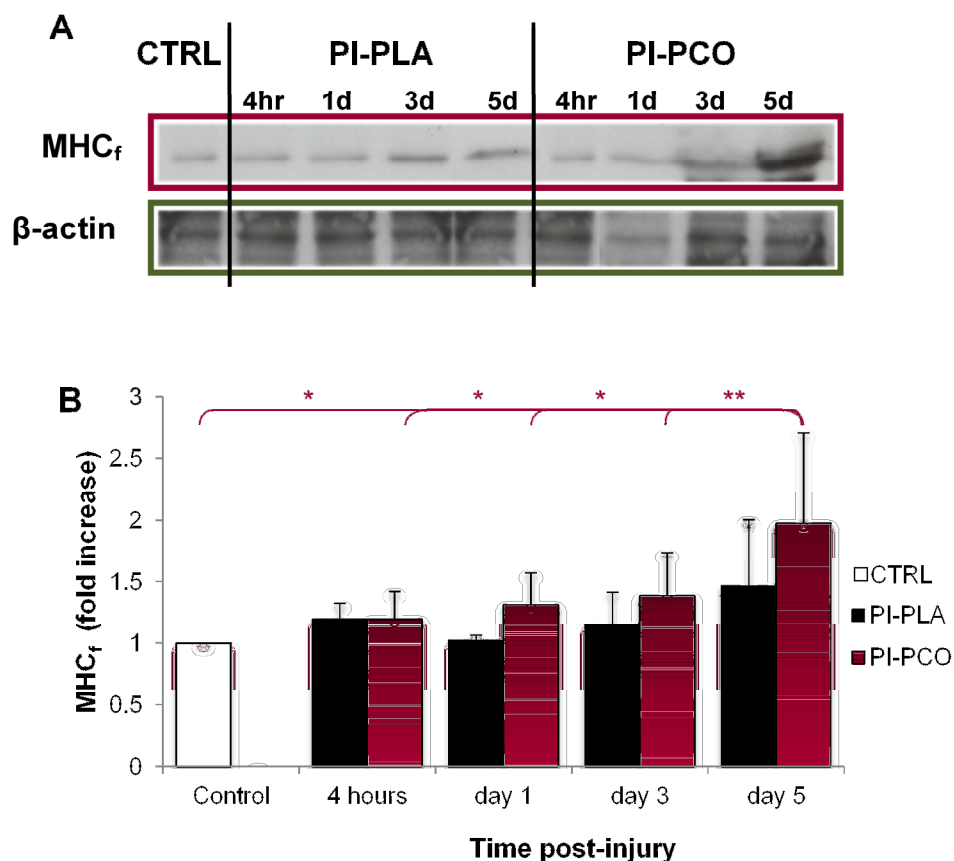 A
CTRL PI-PLA PI-PCO
4hr 1d 3d 5d 4hr 1d 3d 5d
MHCf
β-actin
B
3
2.5
2
1.5
1
0.5
0
* * * **
MHCf (fold increase)
CTRL
PI-PLA
PI-PCO
Control 4 hours day 1 day 3 day 5
Time post-injury